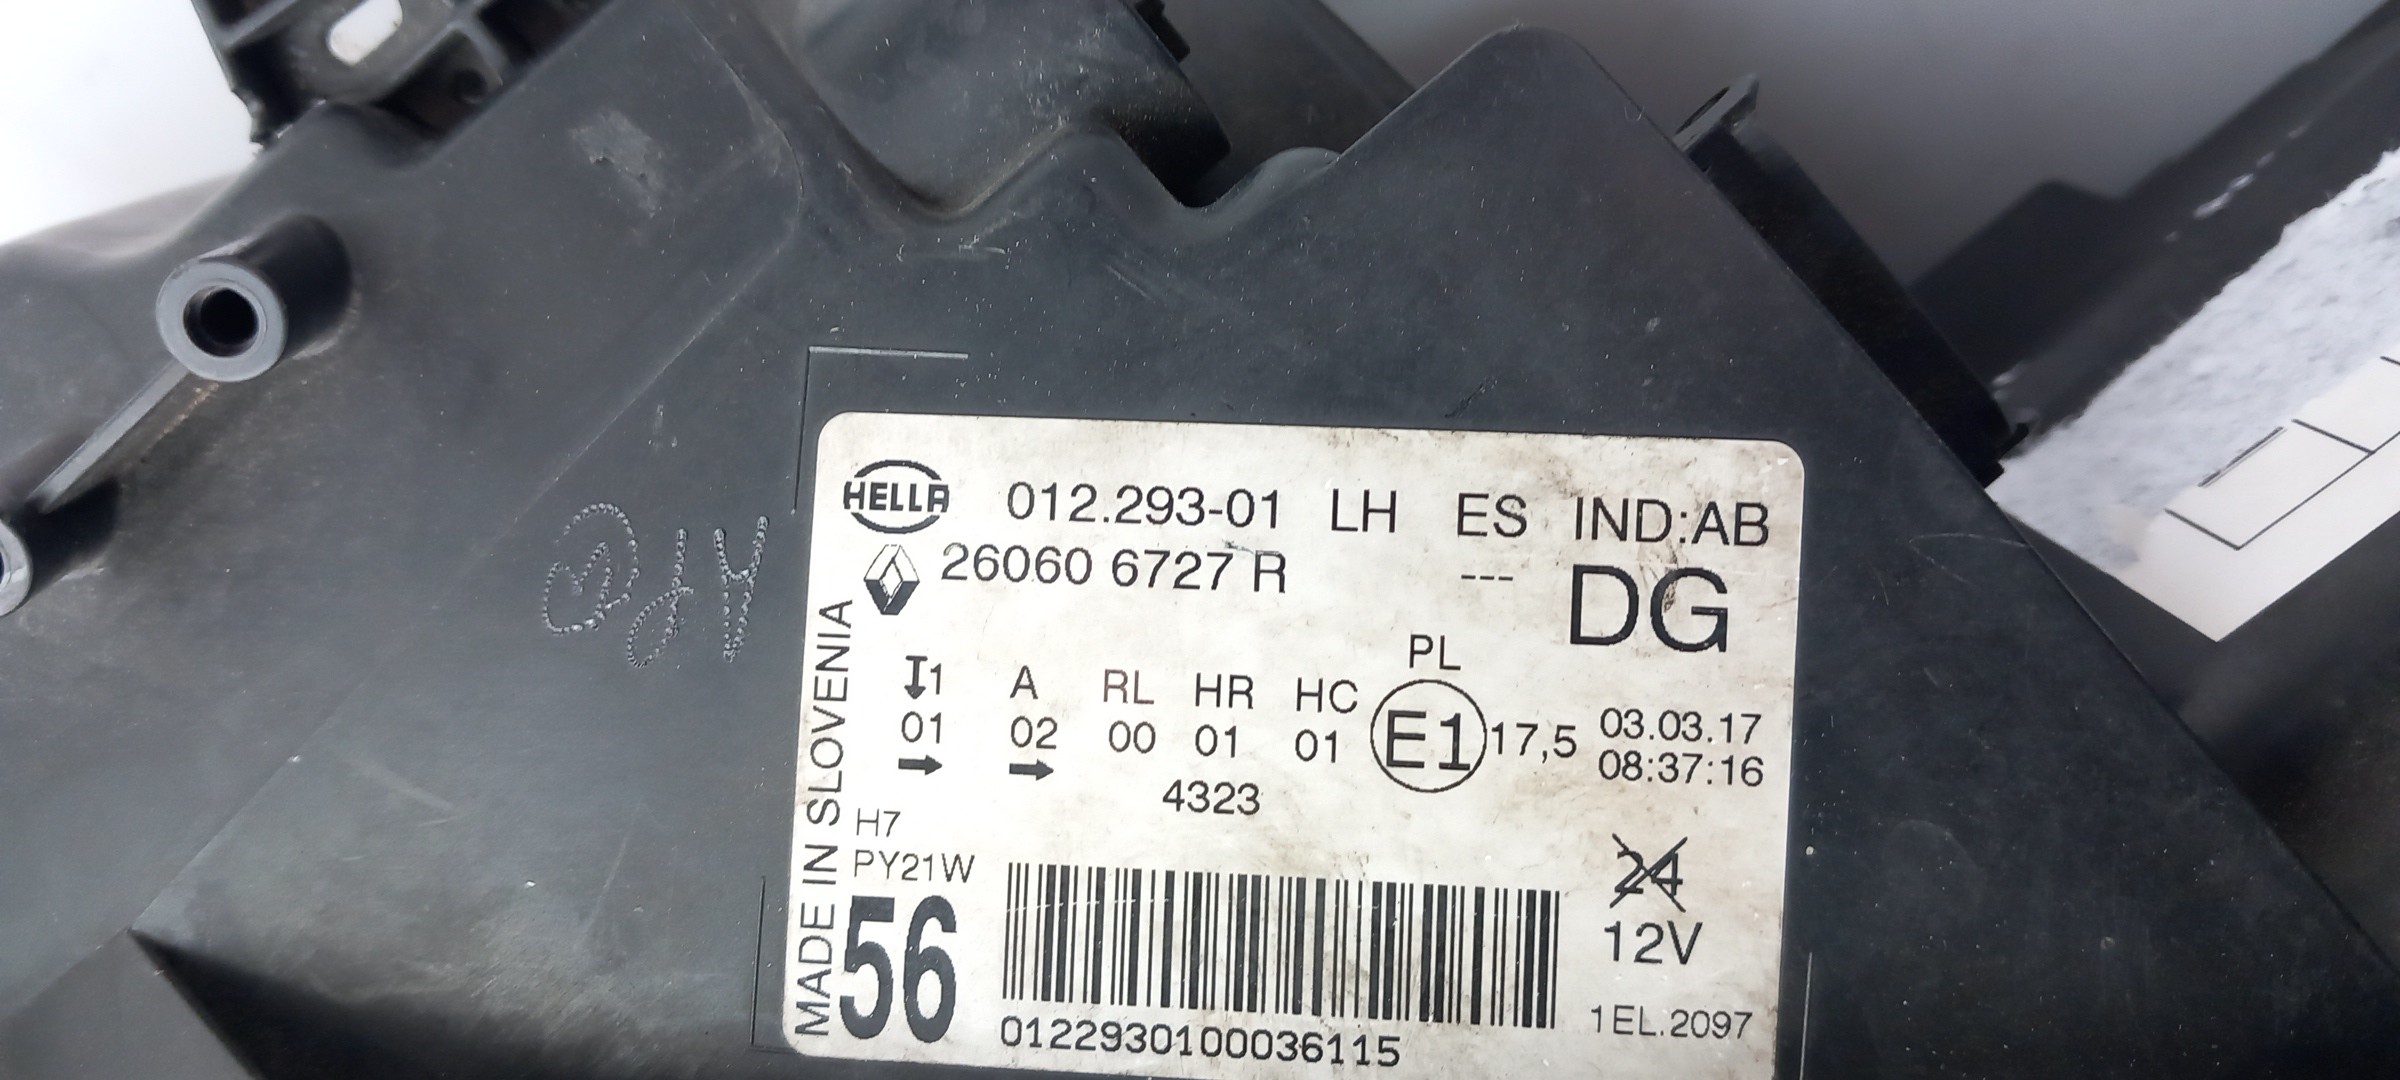 HELLA 012.293-01 LH ES IND:AB
26060 6727 R --- DG
PL
1 A RL HR HC
01 02 00 01 01 E1 17,5 03.03.17
08:37:16
4323
H7
PY21W
24
56
12V
1EL.2097
0122930100036115
MADE IN SLOVENIA